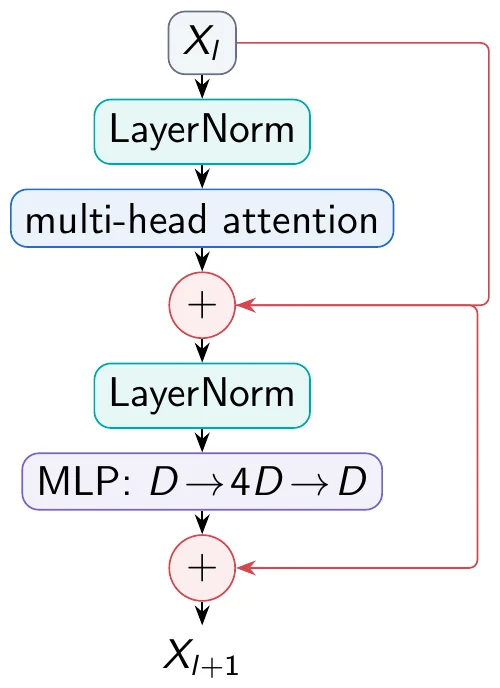 X_l
LayerNorm
multi-head attention
+
LayerNorm
MLP: D→4D→D
+
X_{l+1}